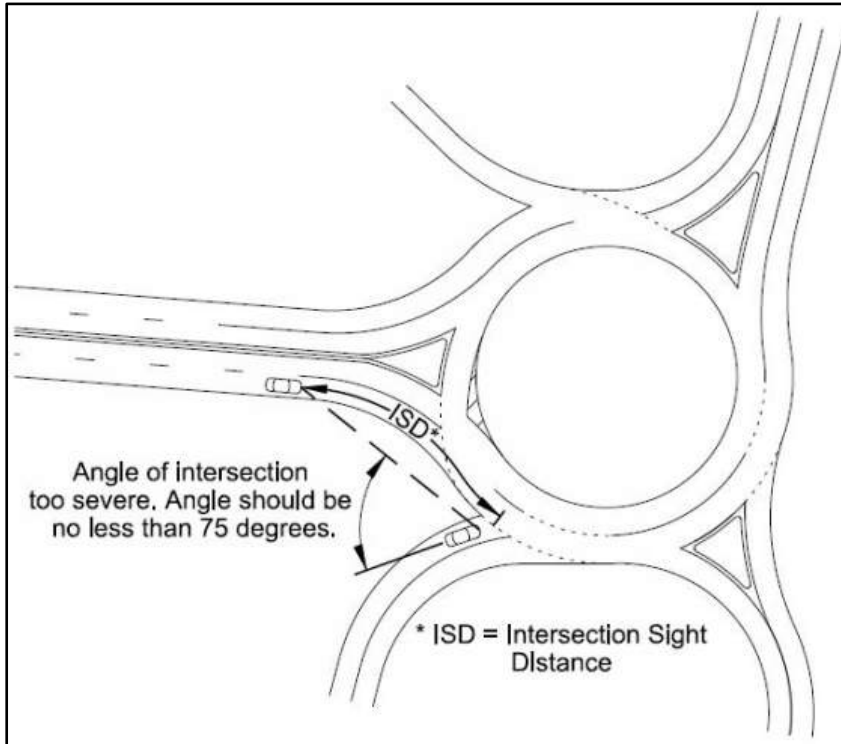 ISD*
Angle of intersection
too severe. Angle should be
no less than 75 degrees.
* ISD = Intersection Sight
Distance